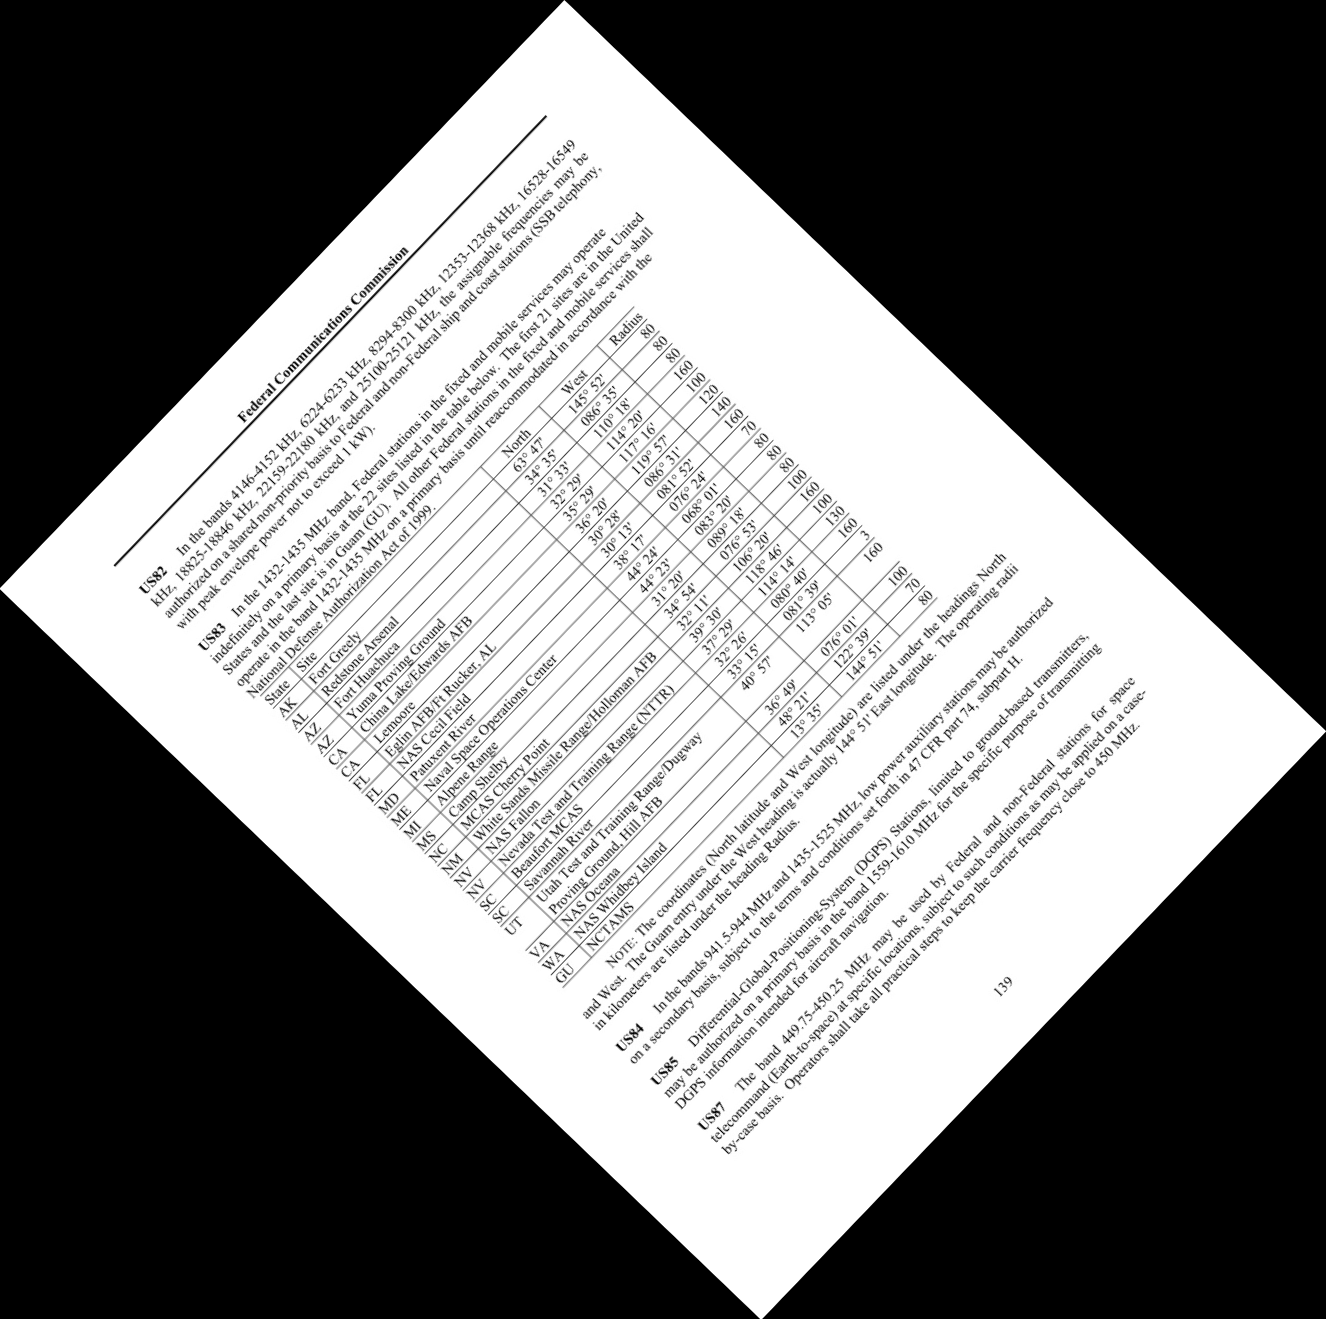 Federal Communications Commission
US82 In the bands 4146-4152 kHz, 6224-6233 kHz, 8294-8300 kHz, 12353-12368 kHz, 16528-16549
kHz, 18825-18846 kHz, 22159-22180 kHz, and 25100-25121 kHz, the assignable frequencies may be
authorized on a shared non-priority basis to Federal and non-Federal ship and coast stations (SSB telephony,
with peak envelope power not to exceed 1 kW).
US83 In the 1432-1435 MHz band, Federal stations in the fixed and mobile services may operate
indefinitely on a primary basis at the 22 sites listed in the table below. The first 21 sites are in the United
States and the last site is in Guam (GU). All other Federal stations in the fixed and mobile services shall
operate in the band 1432-1435 MHz on a primary basis until reaccommodated in accordance with the
National Defense Authorization Act of 1999.
State Site North West Radius
AK Fort Greely 63° 47' 145° 52' 80
AL Redstone Arsenal 34° 35' 086° 35' 80
AZ Fort Huachuca 31° 33' 110° 18' 80
AZ Yuma Proving Ground 32° 29' 114° 20' 160
CA China Lake/Edwards AFB 35° 29' 117° 16' 100
CA Lemoore 36° 20' 119° 57' 120
FL Eglin AFB/Ft Rucker, AL 30° 28' 086° 31' 140
FL NAS Cecil Field 30° 13' 081° 52' 160
MD Patuxent River 38° 17' 076° 24' 70
ME Naval Space Operations Center 44° 24' 068° 01' 80
MI Alpene Range 44° 23' 083° 20' 80
MS Camp Shelby 31° 20' 089° 18' 80
NC MCAS Cherry Point 34° 54' 076° 53' 100
NM White Sands Missile Range/Holloman AFB 32° 11' 106° 20' 160
NV NAS Fallon 39° 30' 118° 46' 100
NV Nevada Test and Training Range (NTTR) 37° 29' 114° 14' 130
SC Beaufort MCAS 32° 26' 080° 40' 160
SC Savannah River 33° 15' 081° 39' 3
UT Utah Test and Training Range/Dugway 40° 57' 113° 05' 160
Proving Ground, Hill AFB
VA NAS Oceana 36° 49' 076° 01' 100
WA NAS Whidbey Island 48° 21' 122° 39' 70
GU NCTAMS 13° 35' 144° 51' 80
NOTE: The coordinates (North latitude and West longitude) are listed under the headings North
and West. The Guam entry under the West heading is actually 144° 51' East longitude. The operating radii
in kilometers are listed under the heading Radius.
US84 In the bands 941.5-944 MHz and 1435-1525 MHz, low power auxiliary stations may be authorized
on a secondary basis, subject to the terms and conditions set forth in 47 CFR part 74, subpart H.
US85 Differential-Global-Positioning-System (DGPS) Stations, limited to ground-based transmitters,
may be authorized on a primary basis in the band 1559-1610 MHz for the specific purpose of transmitting
DGPS information intended for aircraft navigation.
US87 The band 449.75-450.25 MHz may be used by Federal and non-Federal stations for space
telecommand (Earth-to-space) at specific locations, subject to such conditions as may be applied on a case-
by-case basis. Operators shall take all practical steps to keep the carrier frequency close to 450 MHz.
139